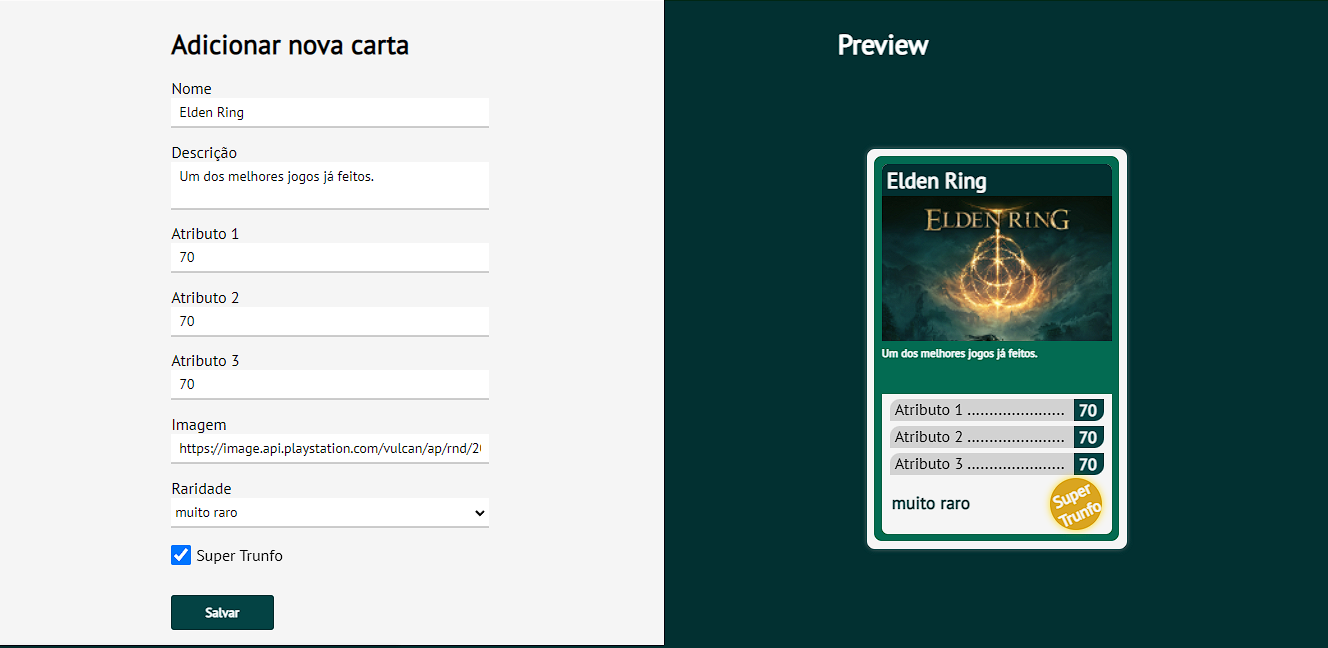 Adicionar nova carta
Nome
Elden Ring
Descrição
Um dos melhores jogos já feitos.
Atributo 1
70
Atributo 2
70
Atributo 3
70
Imagem
https://image.api.playstation.com/vulcan/ap/rnd/20
Raridade
muito raro
Super Trunfo
Salvar
Preview
Elden Ring
ELDEN RING
Um dos melhores jogos já feitos.
Atributo 1 ...................... 70
Atributo 2 ...................... 70
Atributo 3 ...................... 70
muito raro
Super
Trunfo